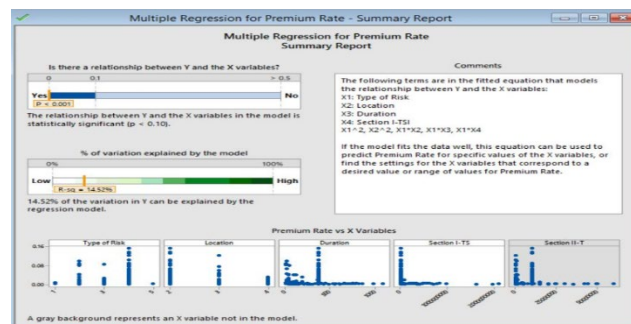 Multiple Regression for Premium Rate - Summary Report
Multiple Regression for Premium Rate
Summary Report
Is there a relationship between Y and the X variables?
0 0.1 > 0.5
Yes No
P < 0.001
The relationship between Y and the X variables in the model is
statistically significant (p < 0.10).
% of variation explained by the model
0% 100%
Low High
R-sq = 14.52%
14.52% of the variation in Y can be explained by the
regression model.
Comments
The following terms are in the fitted equation that models
the relationship between Y and the X variables:
X1: Type of Risk
X2: Location
X3: Duration
X4: Section I-TSI
X1^2, X2^2, X1*X2, X1*X3, X1*X4
If the model fits the data well, this equation can be used to
predict Premium Rate for specific values of the X variables, or
find the settings for the X variables that correspond to a
desired value or range of values for Premium Rate.
Premium Rate vs X Variables
Type of Risk Location Duration Section I-TS Section II-T
0.16
0.08
0.00
A gray background represents an X variable not in the model.